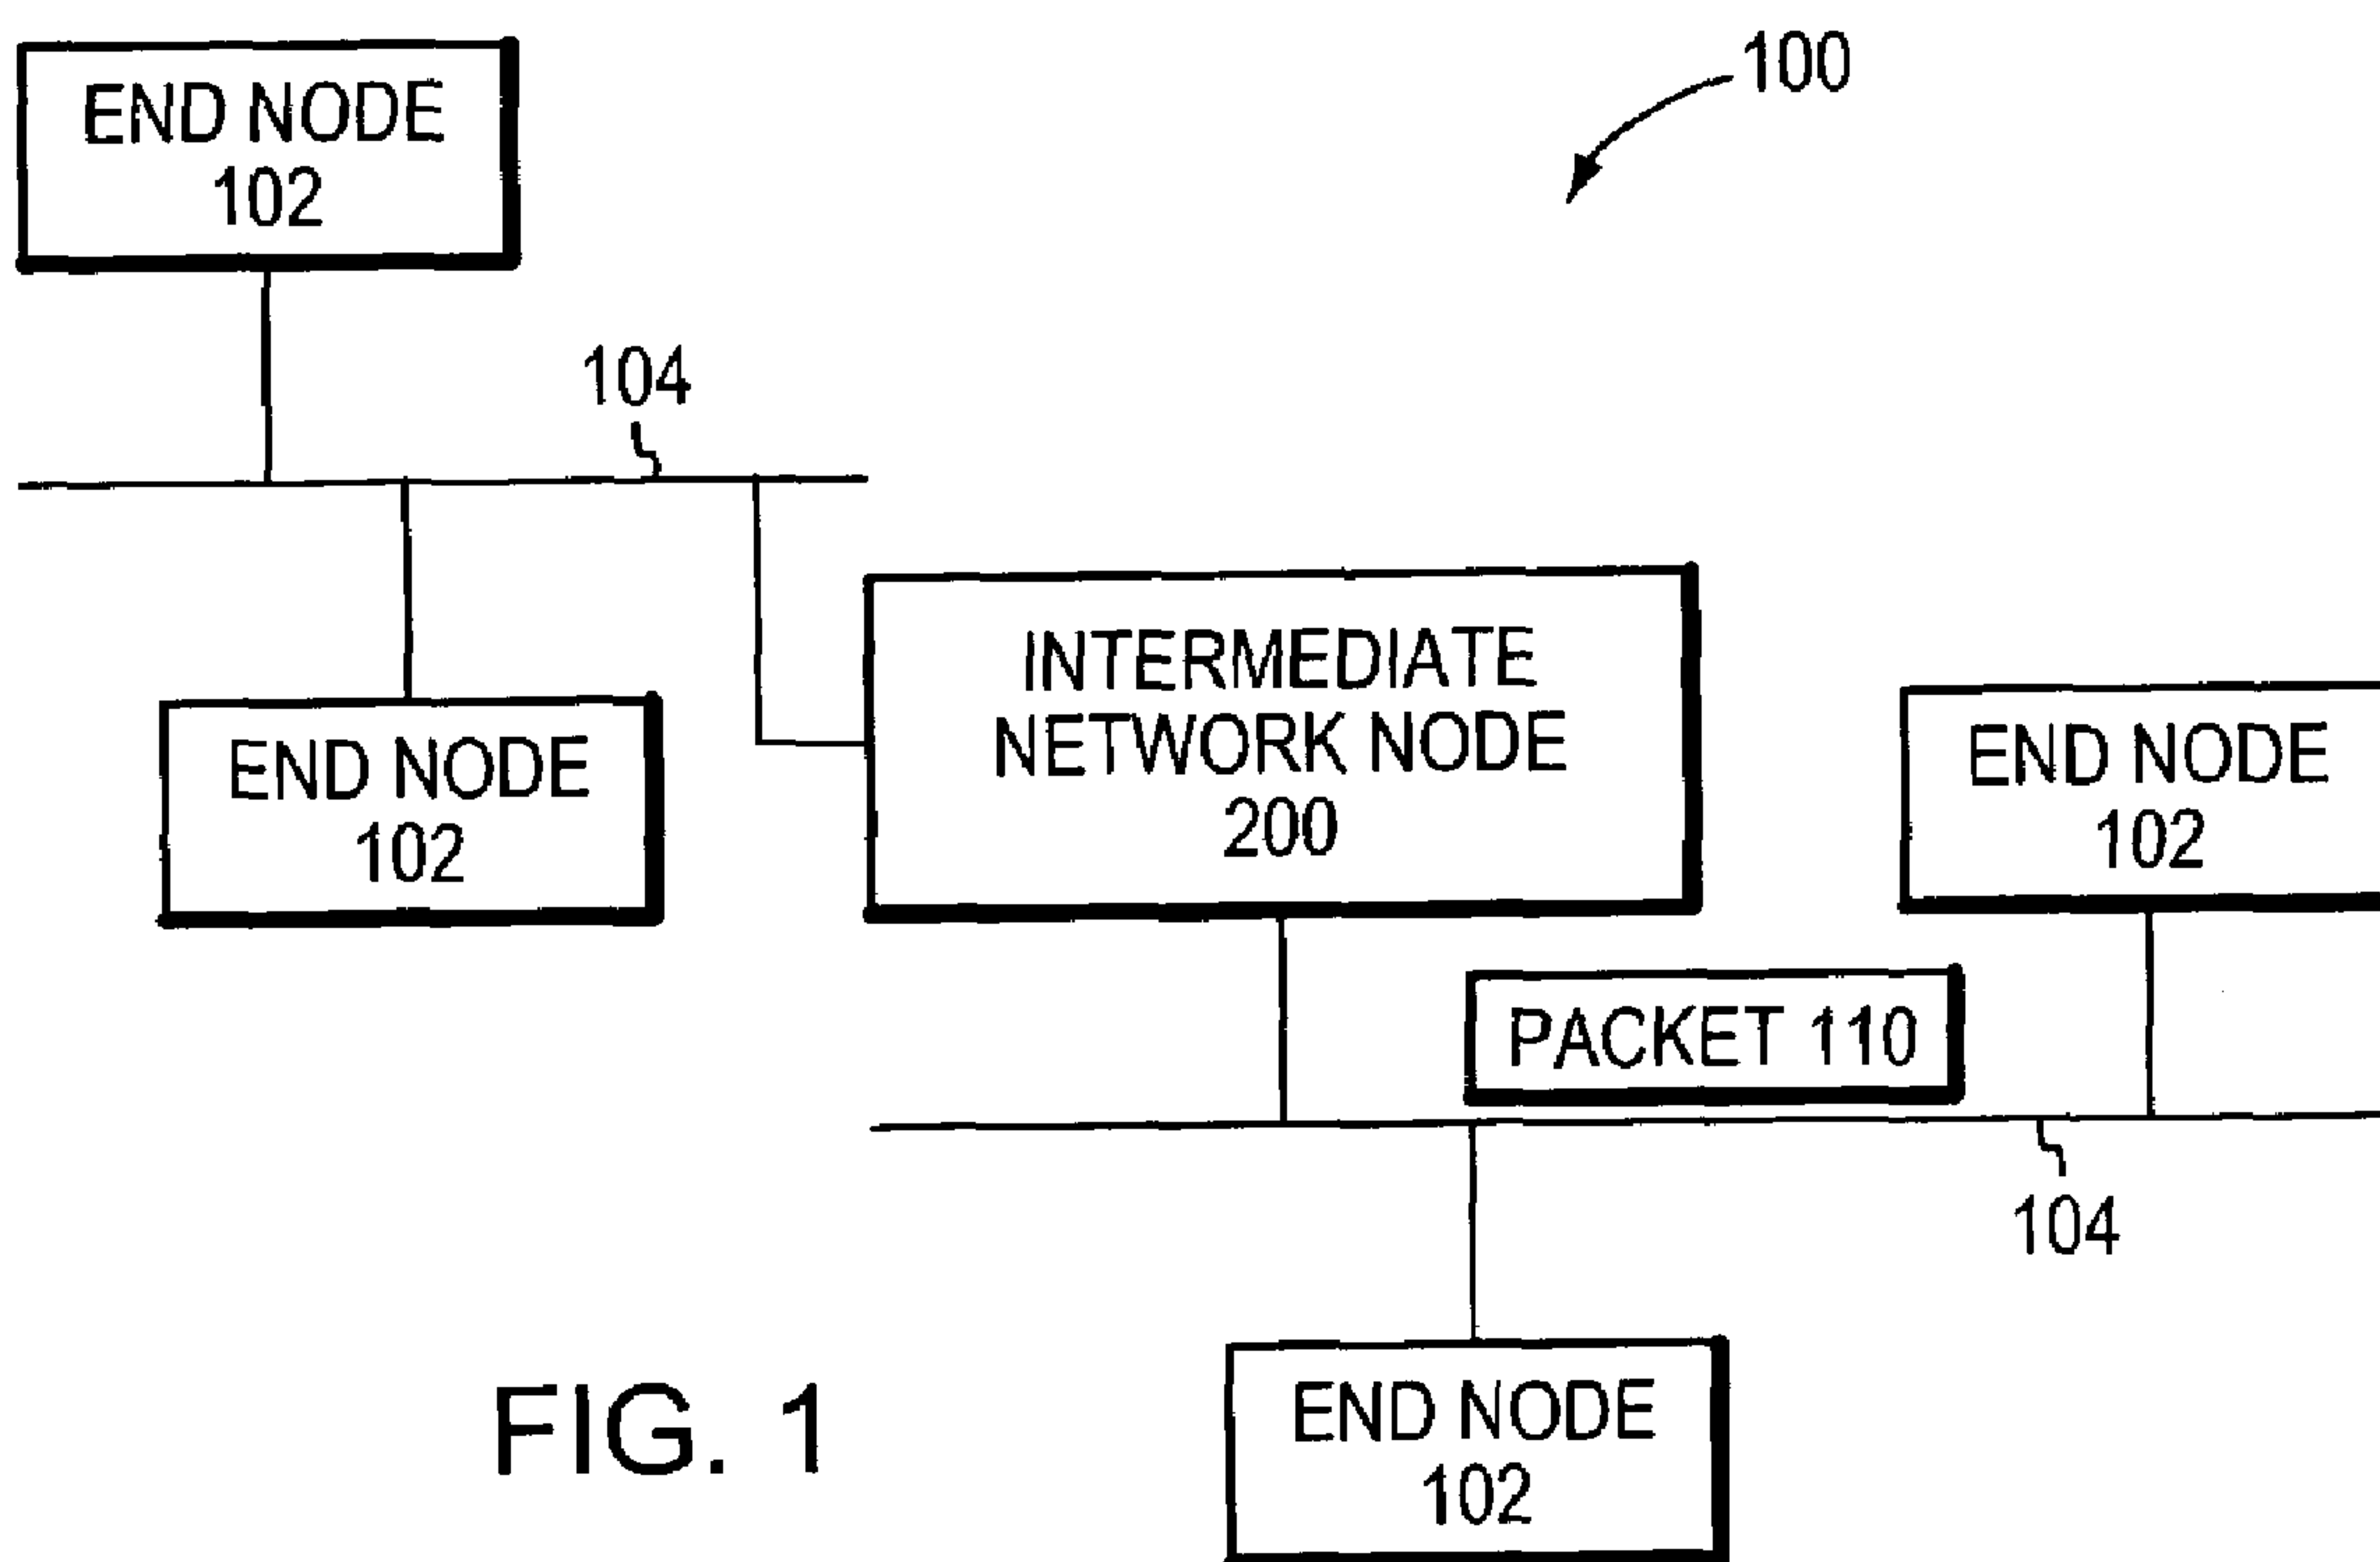 100
END NODE
102
104
INTERMEDIATE
NETWORK NODE
200
END NODE
102
END NODE
102
PACKET 110
104
END NODE
102
FIG. 1